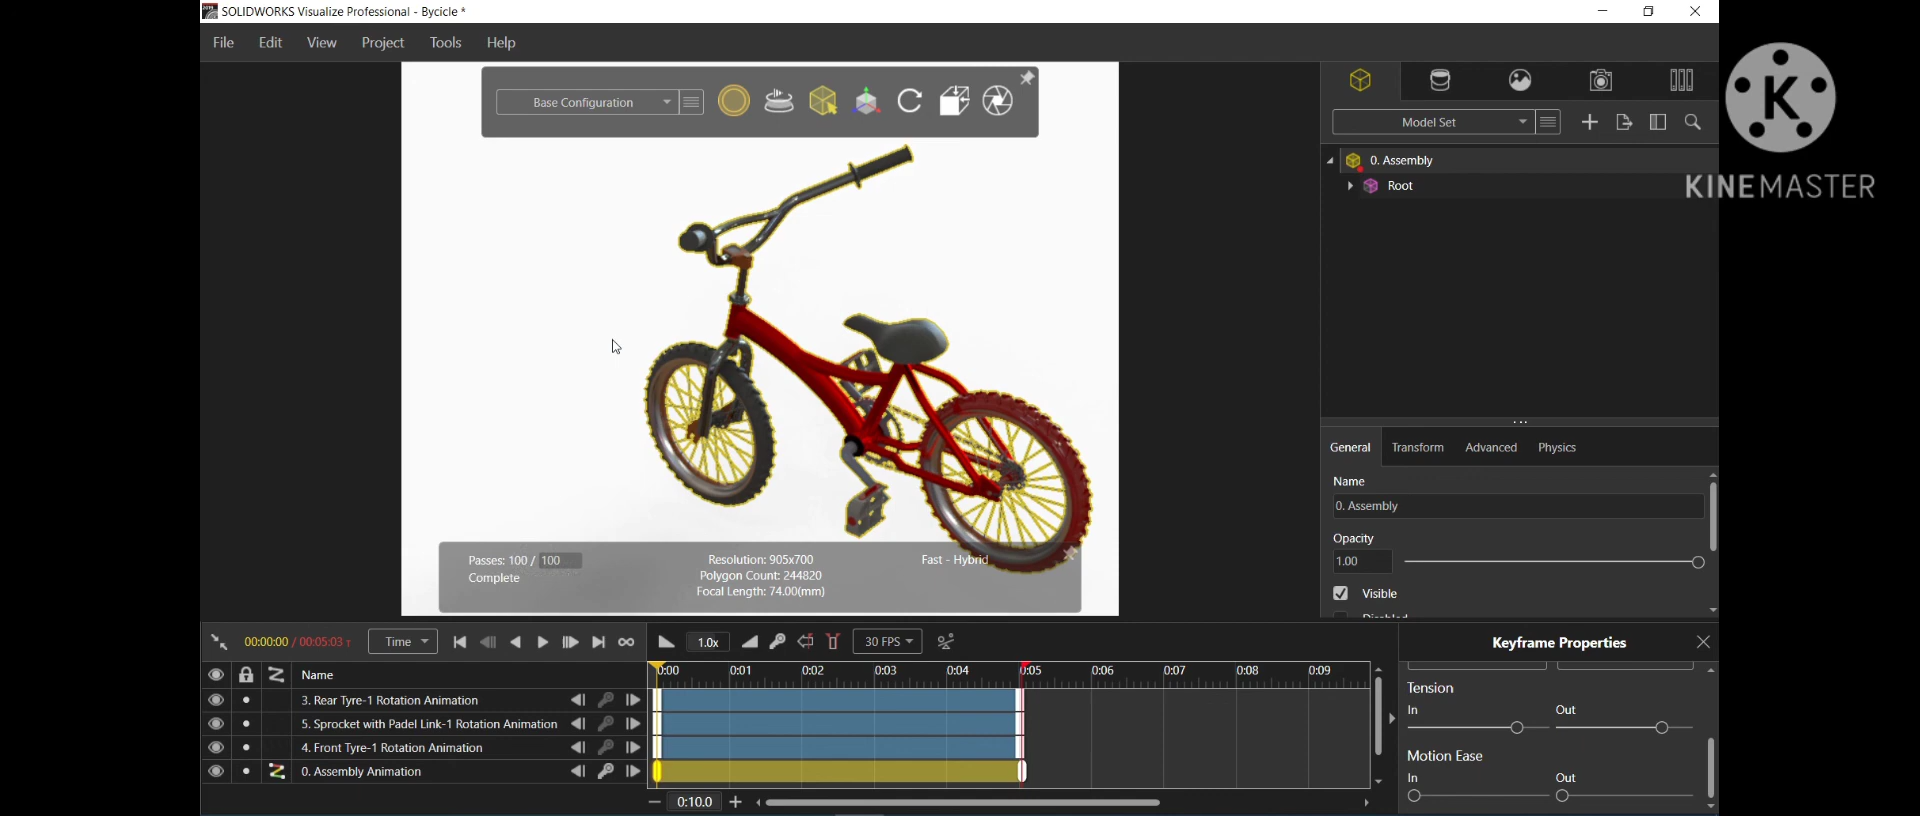 SOLIDWORKS Visualize Professional - Bycicle *
File Edit View Project Tools Help
K
KINEMASTER
Base Configuration
Model Set
0. Assembly
Root
General Transform Advanced Physics
Name
0. Assembly
Opacity
1.00
Visible
Disabled
Passes: 100 / 100
Complete
Resolution: 905x700
Polygon Count: 244820
Focal Length: 74.00(mm)
Fast - Hybrid
00:00:00 / 00:05:03 T
Time
1.0x
30 FPS
Keyframe Properties
Name
0:00 0:01 0:02 0:03 0:04 0:05 0:06 0:07 0:08 0:09
3. Rear Tyre-1 Rotation Animation
5. Sprocket with Padel Link-1 Rotation Animation
4. Front Tyre-1 Rotation Animation
0. Assembly Animation
0:10.0
Tension
In Out
Motion Ease
In Out